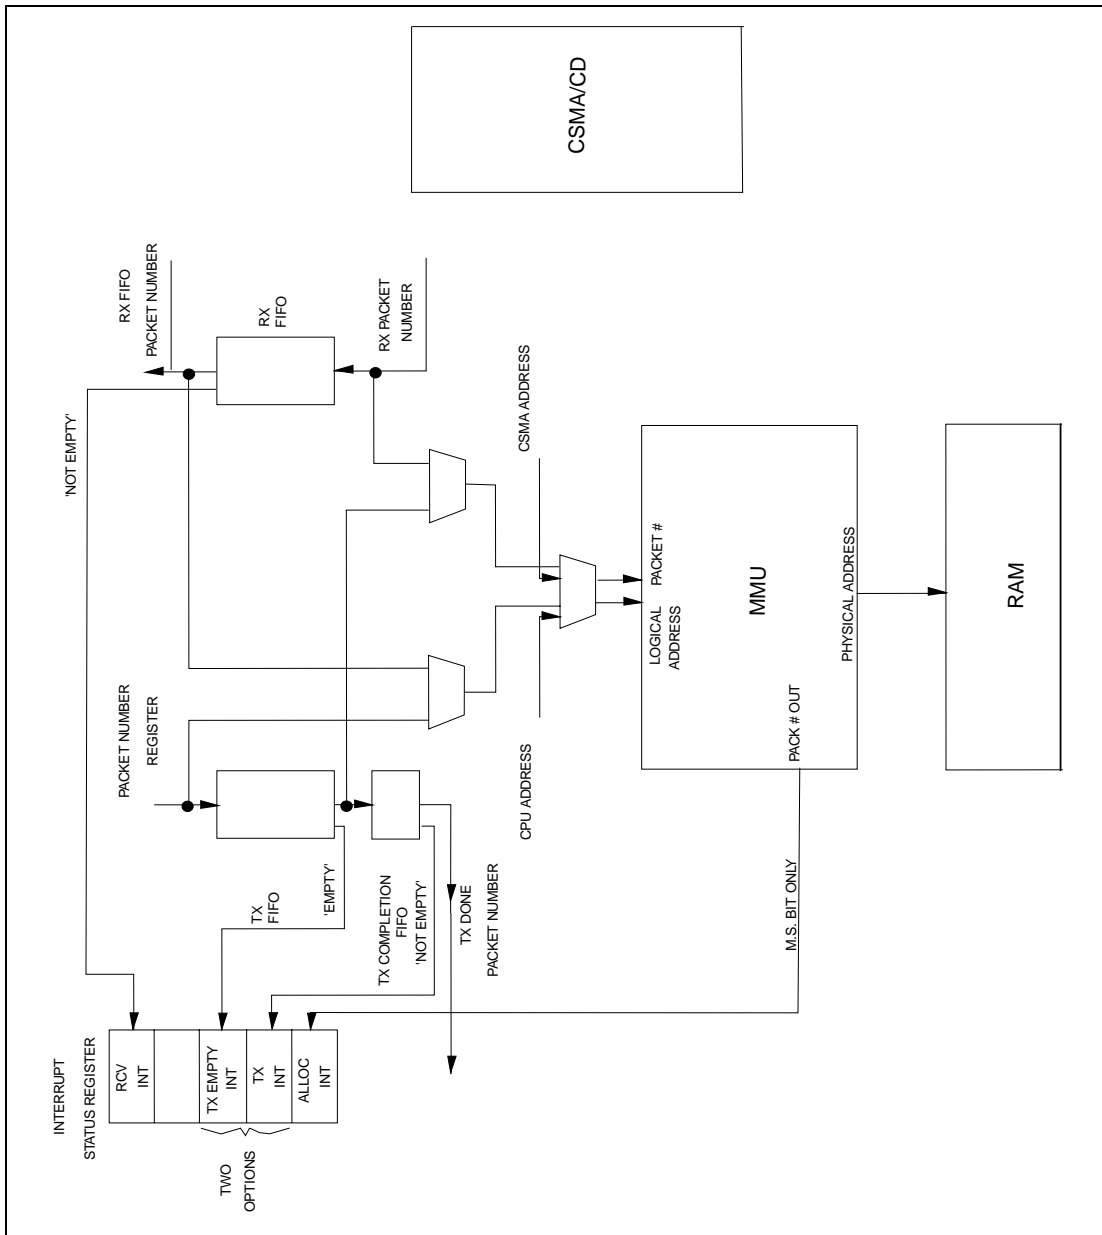 INTERRUPT
STATUS REGISTER
RCV
INT
TX EMPTY
INT
TX
INT
ALLOC
INT
TWO
OPTIONS
'NOT EMPTY'
PACKET NUMBER
REGISTER
TX
FIFO
'EMPTY'
TX COMPLETION
FIFO
'NOT EMPTY'
TX DONE
PACKET NUMBER
RX FIFO
PACKET NUMBER
RX
FIFO
RX PACKET
NUMBER
CSMA ADDRESS
CPU ADDRESS
CSMA/CD
LOGICAL
ADDRESS
PACKET #
MMU
PACK # OUT
PHYSICAL ADDRESS
M.S. BIT ONLY
RAM